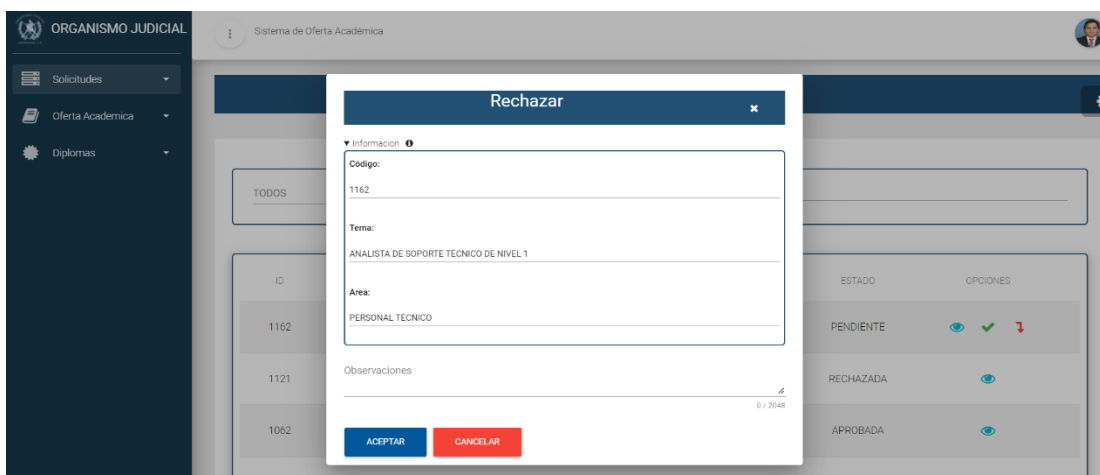 ORGANISMO JUDICIAL
Sistema de Oferta Académica
Solicitudes
Oferta Academica
Diplomas
Rechazar
Informacion
Código:
1162
Tema:
ANALISTA DE SOPORTE TÉCNICO DE NIVEL 1
Area:
PERSONAL TÉCNICO
Observaciones
0 / 2048
ACEPTAR CANCELAR
TODOS
ID ESTADO OPCIONES
1162 PENDIENTE
1121 RECHAZADA
1062 APROBADA